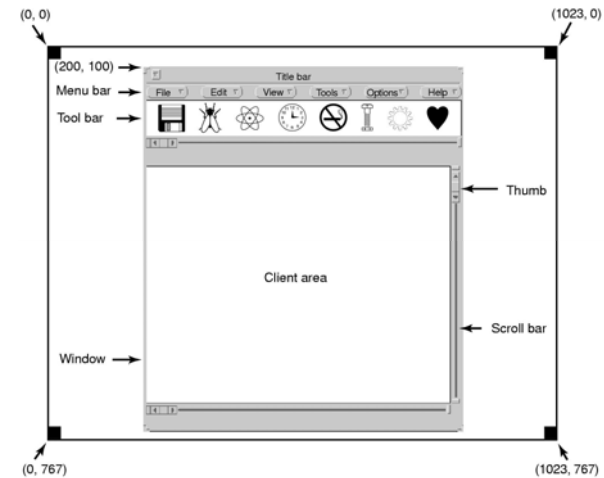 (0, 0)
(1023, 0)
(200, 100)
Title bar
Menu bar
File Edit View Tools Options Help
Tool bar
Thumb
Client area
Scroll bar
Window
(0, 767)
(1023, 767)